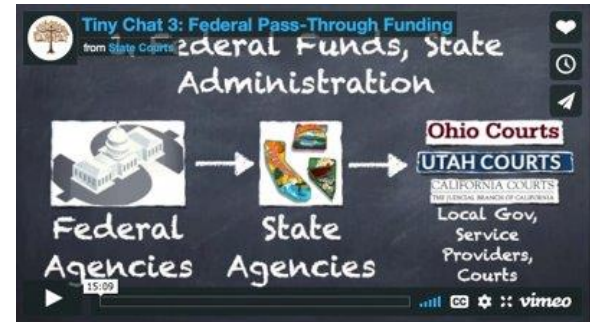 Tiny Chat 3: Federal Pass-Through Funding
from State Courts
Federal Funds, State
Administration
Federal
Agencies
State
Agencies
Ohio Courts
UTAH COURTS
CALIFORNIA COURTS
THE JUDICIAL BRANCH OF CALIFORNIA
Local Gov,
Service
Providers,
Courts
15:09
CC
vimeo